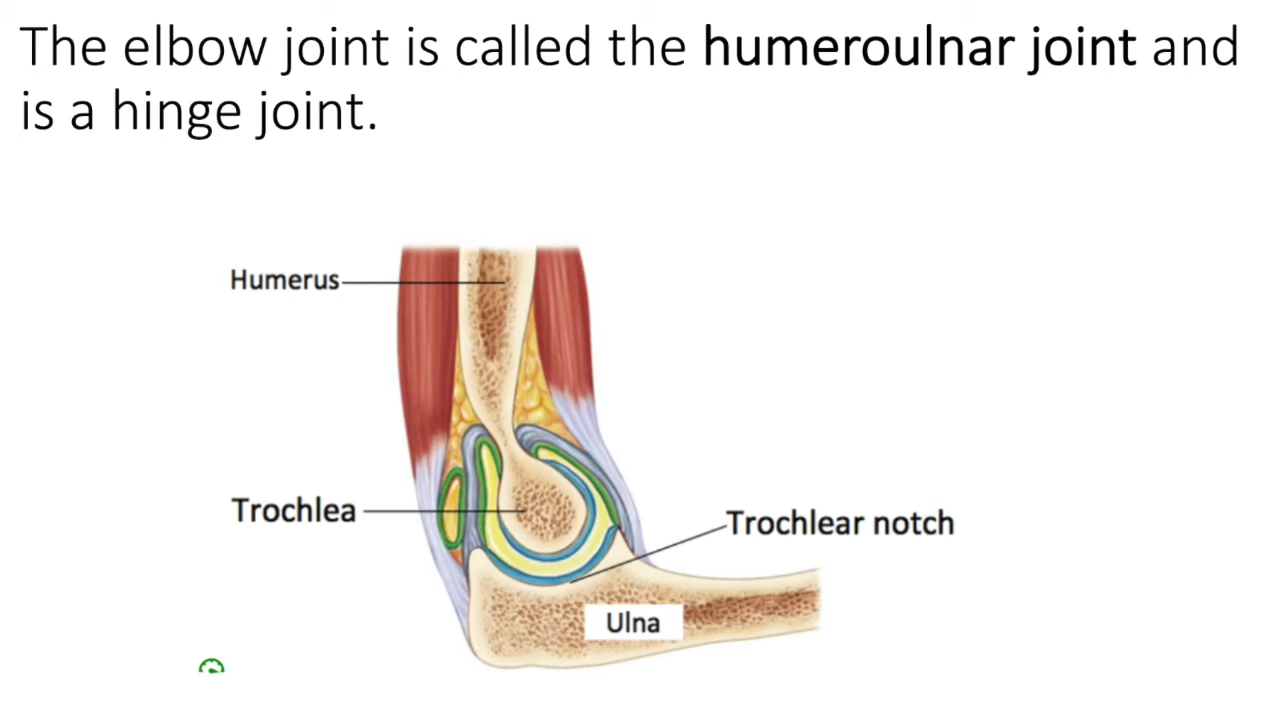 The elbow joint is called the humeroulnar joint and
is a hinge joint.
Humerus
Trochlea
Trochlear notch
Ulna